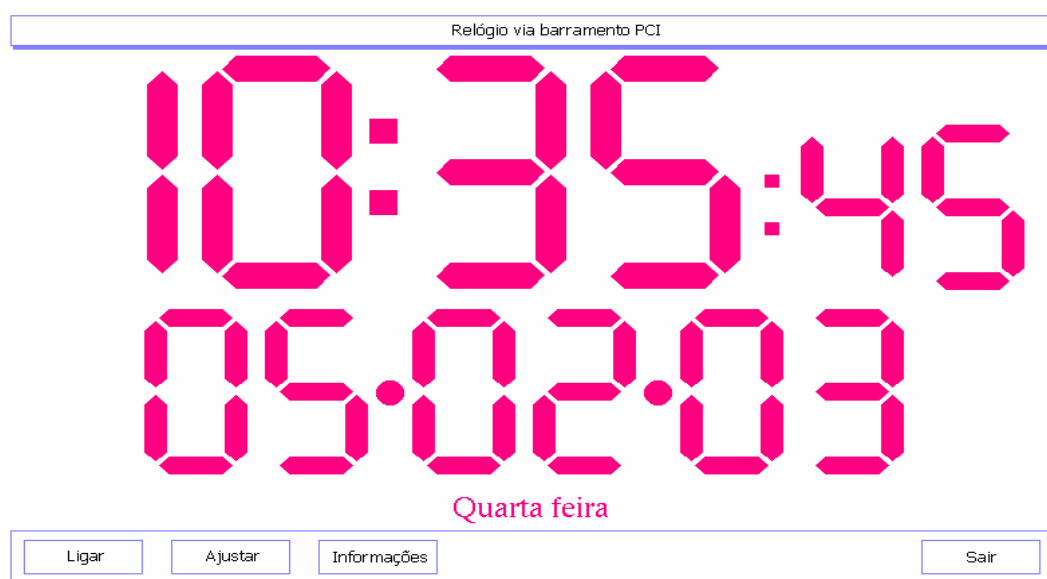 Relógio via barramento PCI
10:35:45
05•02•03
Quarta feira
Ligar Ajustar Informações Sair